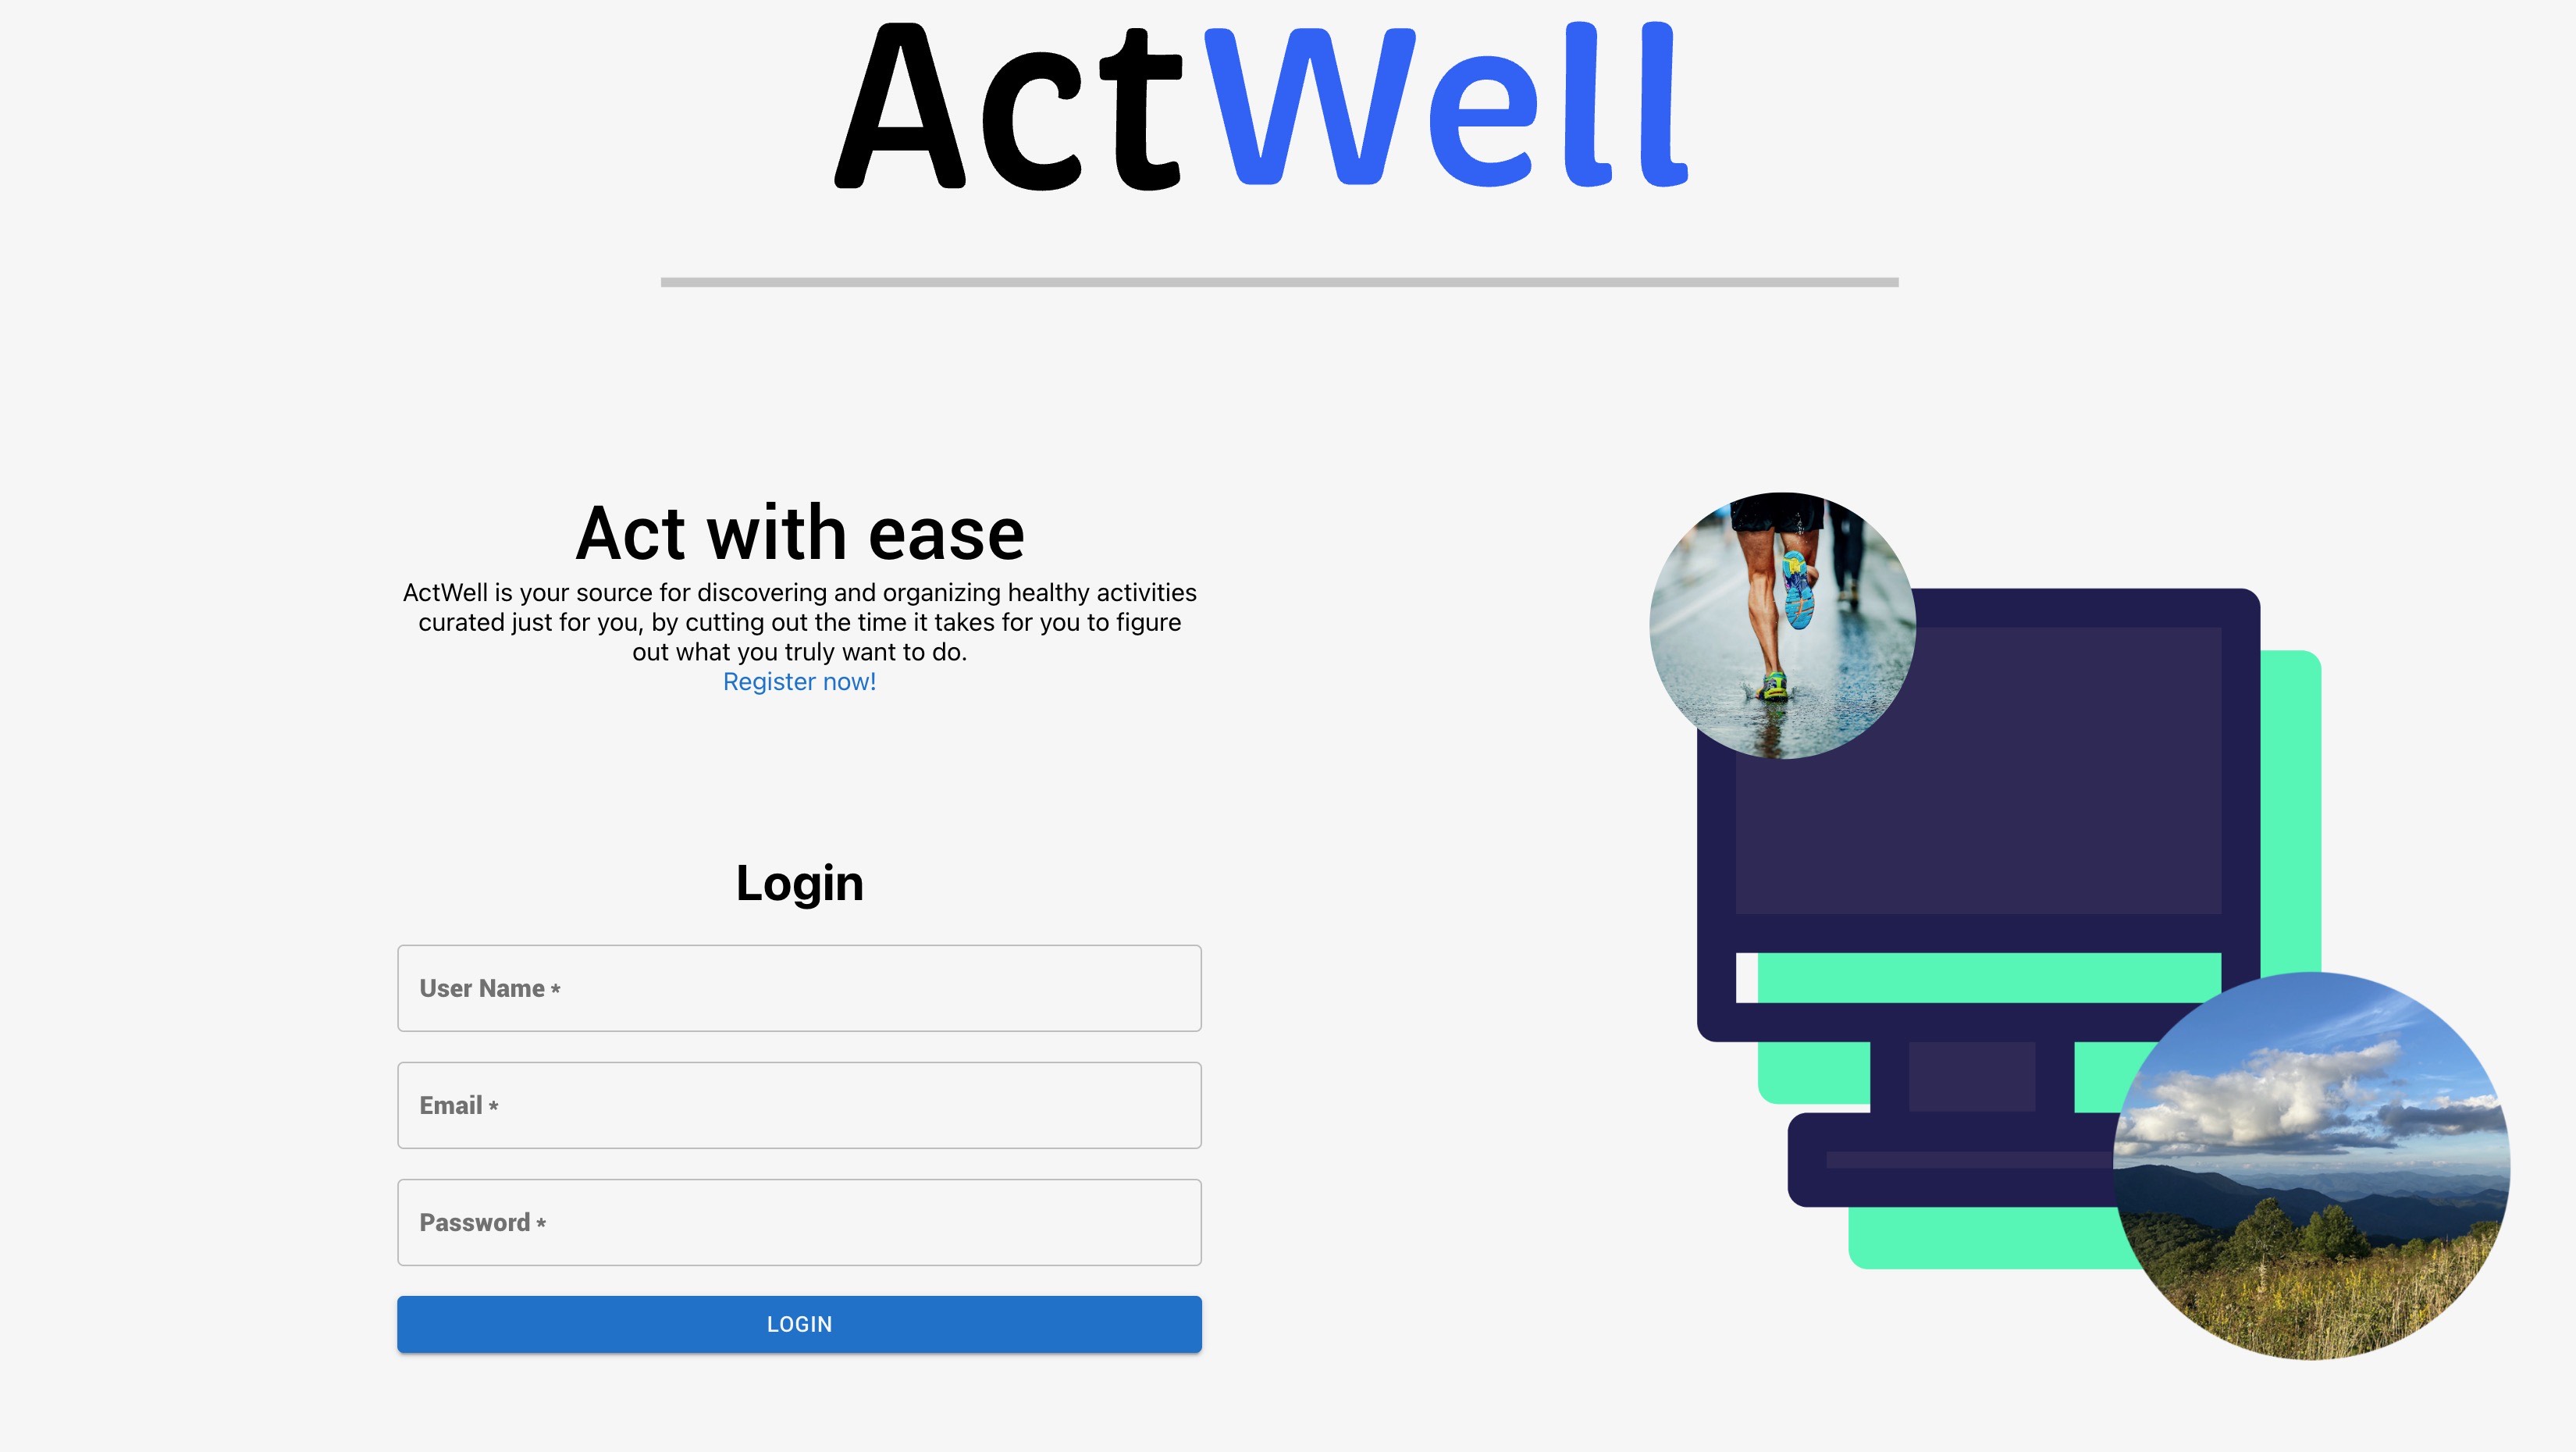 ActWell
Act with ease
ActWell is your source for discovering and organizing healthy activities
curated just for you, by cutting out the time it takes for you to figure
out what you truly want to do.
Register now!
Login
User Name *
Email *
Password *
LOGIN